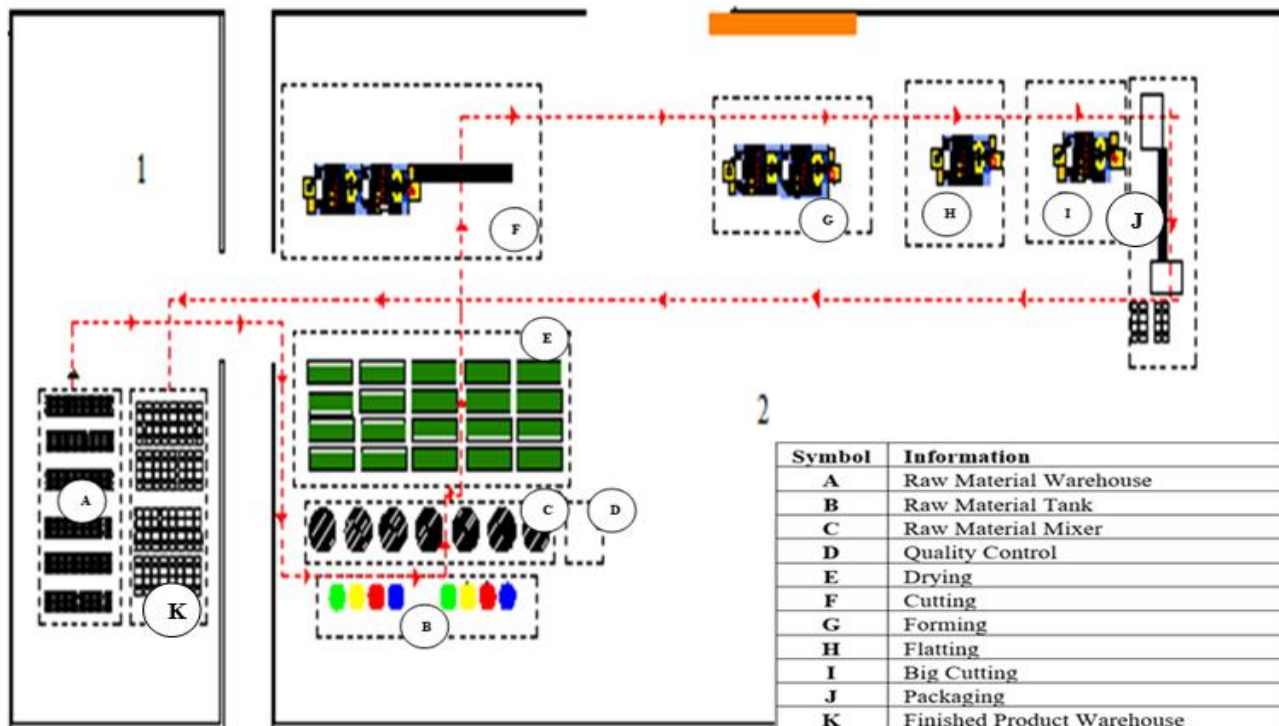 1
F
G
H
I
J
E
2
A
K
C
D
B
Symbol Information
A Raw Material Warehouse
B Raw Material Tank
C Raw Material Mixer
D Quality Control
E Drying
F Cutting
G Forming
H Flatting
I Big Cutting
J Packaging
K Finished Product Warehouse